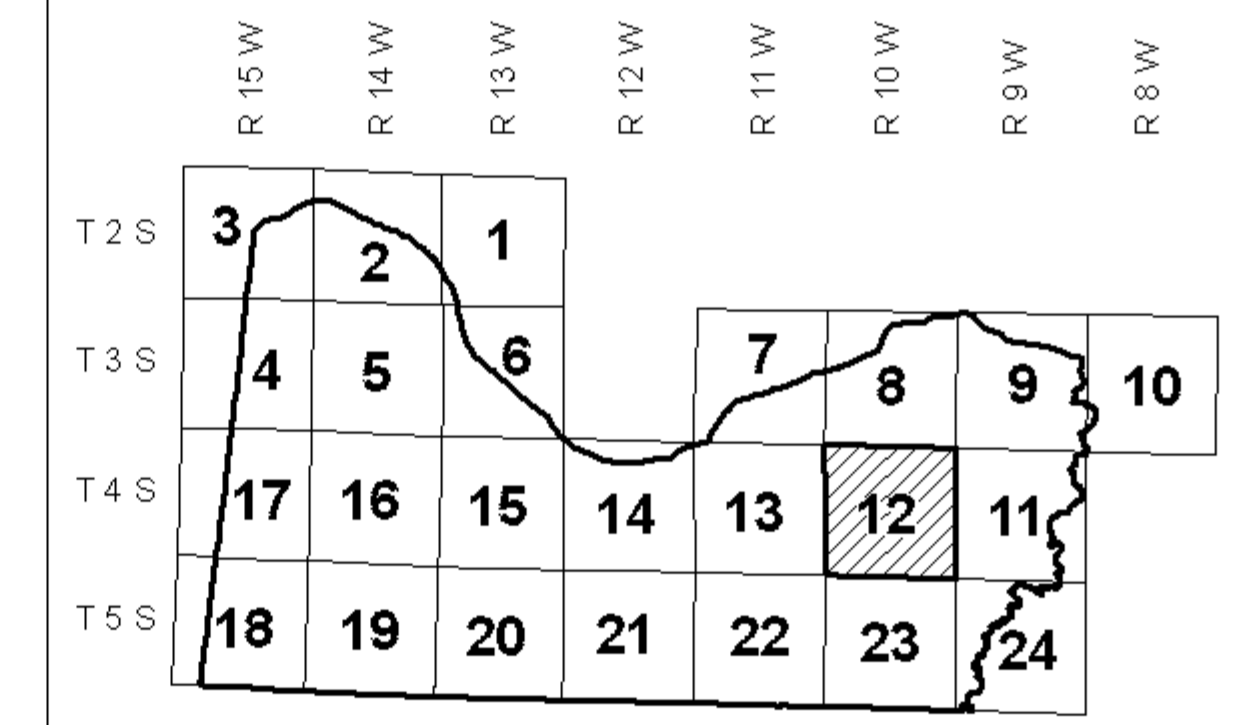 R 15 W R 14 W R 13 W R 12 W R 11 W R 10 W R 9 W R 8 W
T 2 S 3 2 1
T 3 S 4 5 6 7 8 9 10
T 4 S 17 16 15 14 13 12 11
T 5 S 18 19 20 21 22 23 24